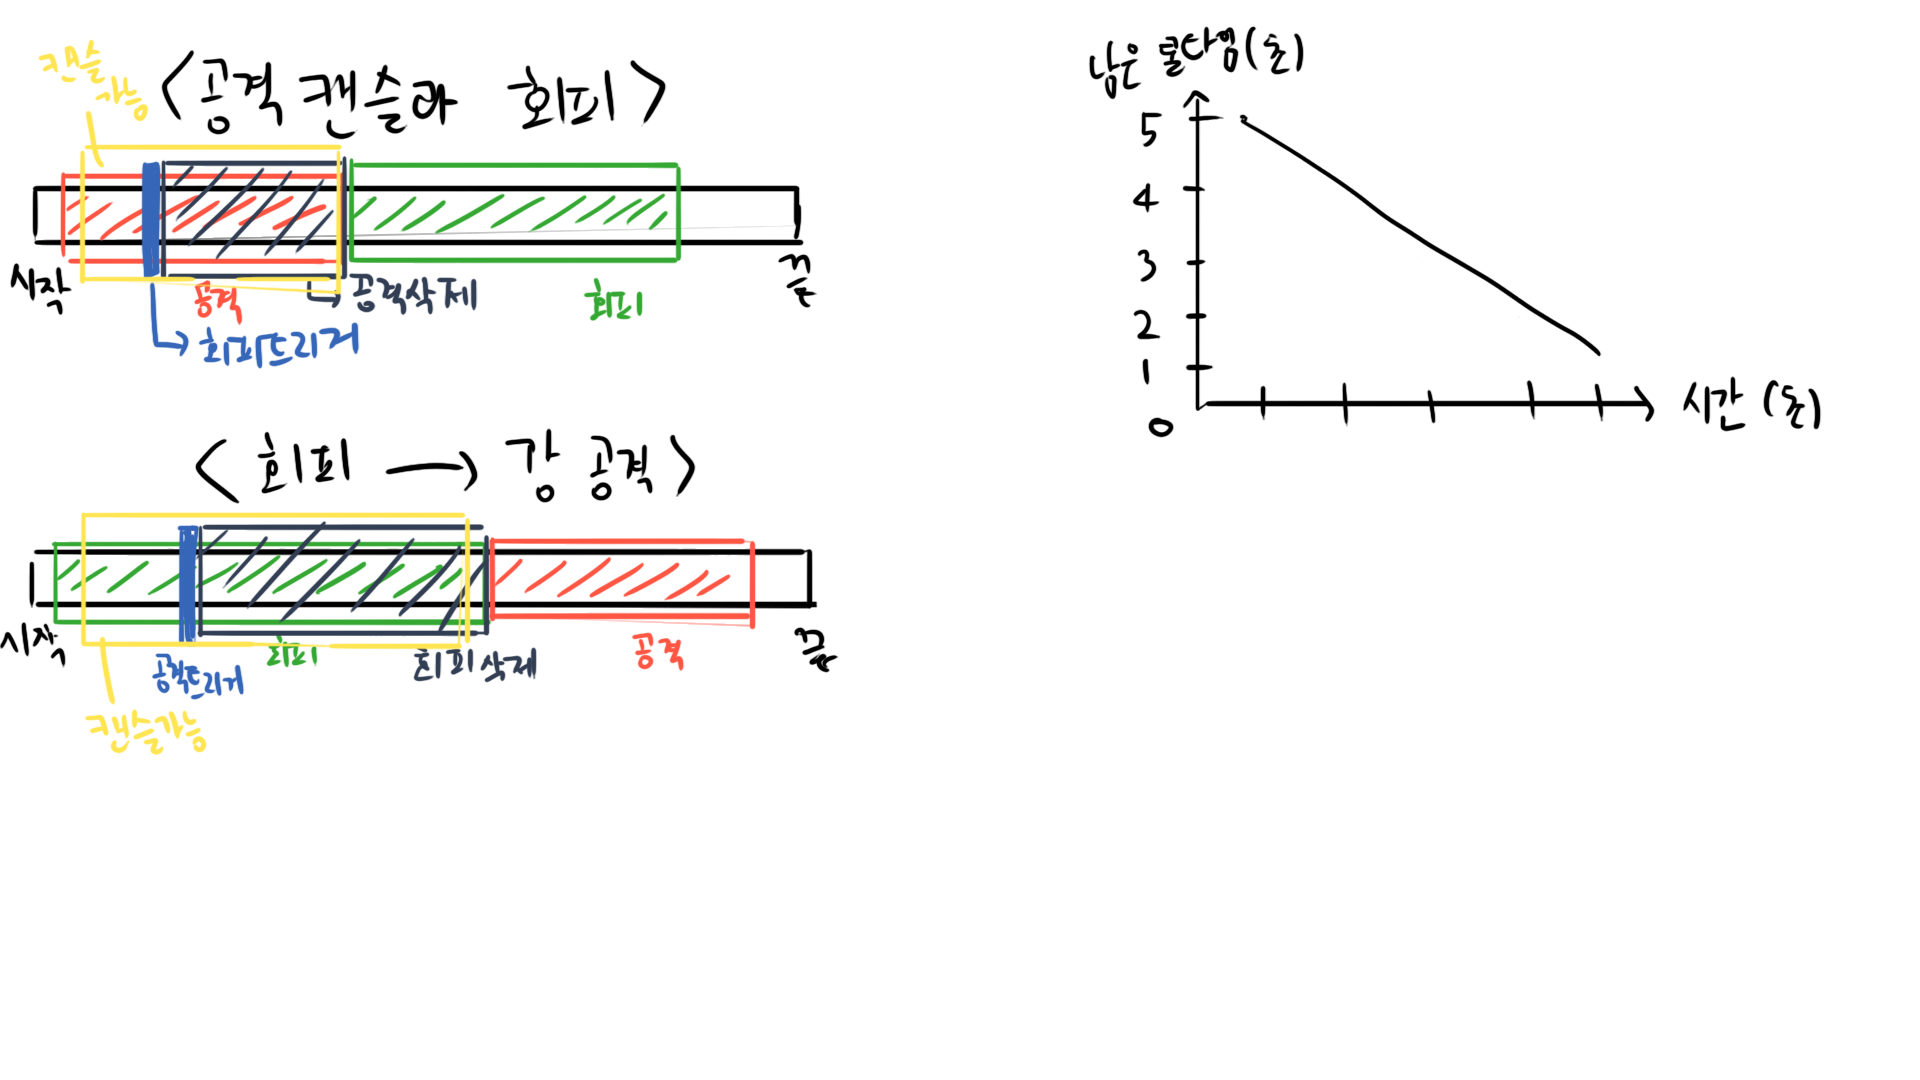 캔슬
가능
<공격 캔슬과 회피>
시작
공격
공격삭제
회피
끝
회피트리거
<회피 → 강 공격>
시작
공격트리거
회피
회피삭제
공격
끝
캔슬가능
남은 쿨타임(초)
5
4
3
2
1
0
시간 (초)